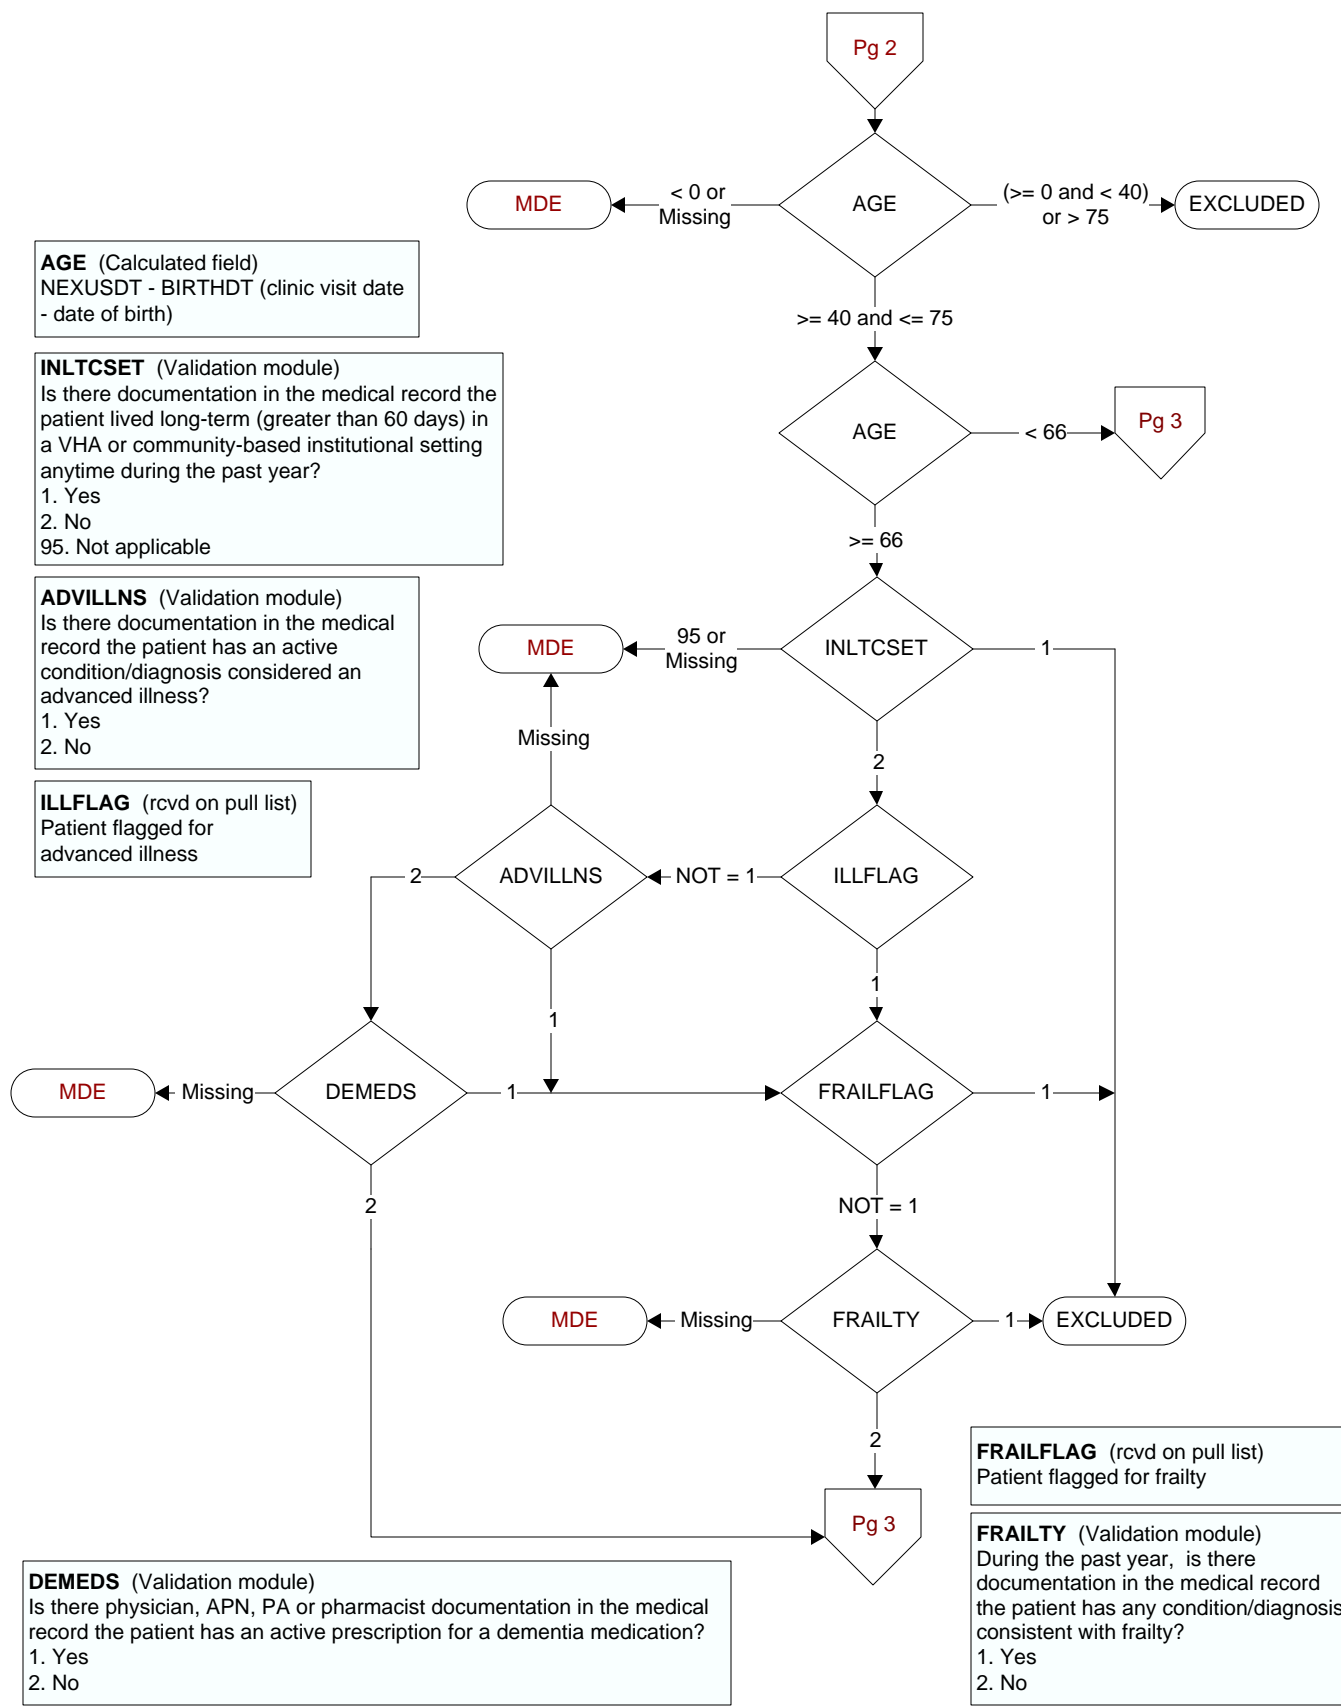 Pg 2
AGE
< 0 or
Missing
MDE
(>= 0 and < 40)
or > 75
EXCLUDED
AGE (Calculated field)
NEXUSDT - BIRTHDT (clinic visit date
- date of birth)
>= 40 and <= 75
INLTCSET (Validation module)
Is there documentation in the medical record the
patient lived long-term (greater than 60 days) in
a VHA or community-based institutional setting
anytime during the past year?
1. Yes
2. No
95. Not applicable
AGE
< 66
Pg 3
>= 66
ADVILLNS (Validation module)
Is there documentation in the medical
record the patient has an active
condition/diagnosis considered an
advanced illness?
1. Yes
2. No
MDE
95 or
Missing
INLTCSET
1
Missing
2
ILLFLAG (rcvd on pull list)
Patient flagged for
advanced illness
2
ADVILLNS
NOT = 1
ILLFLAG
1
1
MDE
Missing
DEMEDS
1
FRAILFLAG
1
2
NOT = 1
MDE
Missing
FRAILTY
1
EXCLUDED
2
Pg 3
FRAILFLAG (rcvd on pull list)
Patient flagged for frailty
FRAILTY (Validation module)
During the past year, is there
documentation in the medical record
the patient has any condition/diagnosis
consistent with frailty?
1. Yes
2. No
DEMEDS (Validation module)
Is there physician, APN, PA or pharmacist documentation in the medical
record the patient has an active prescription for a dementia medication?
1. Yes
2. No